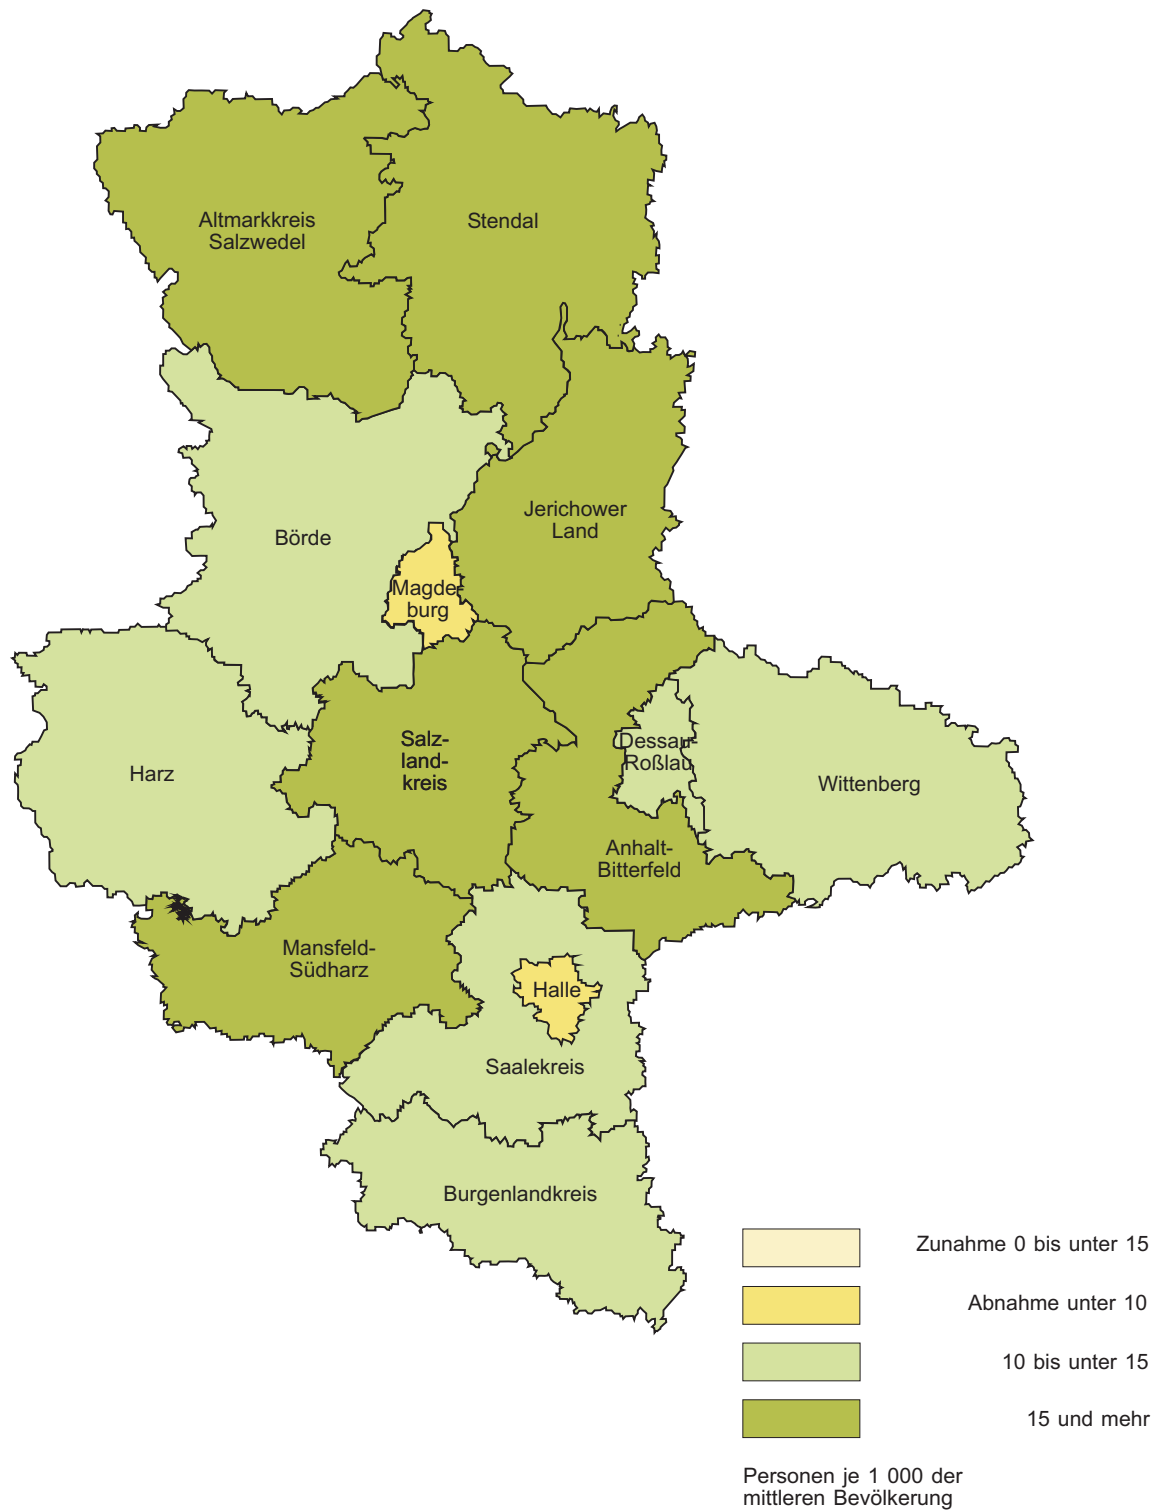 Altmarkkreis
Salzwedel
Stendal
Jerichower
Land
Börde
Magde-
burg
Salz-
land-
kreis
Dessau-
Roßlau
Harz
Wittenberg
Anhalt-
Bitterfeld
Mansfeld-
Südharz
Halle
Saalekreis
Burgenlandkreis
Zunahme 0 bis unter 15
Abnahme unter 10
10 bis unter 15
15 und mehr
Personen je 1 000 der
mittleren Bevölkerung